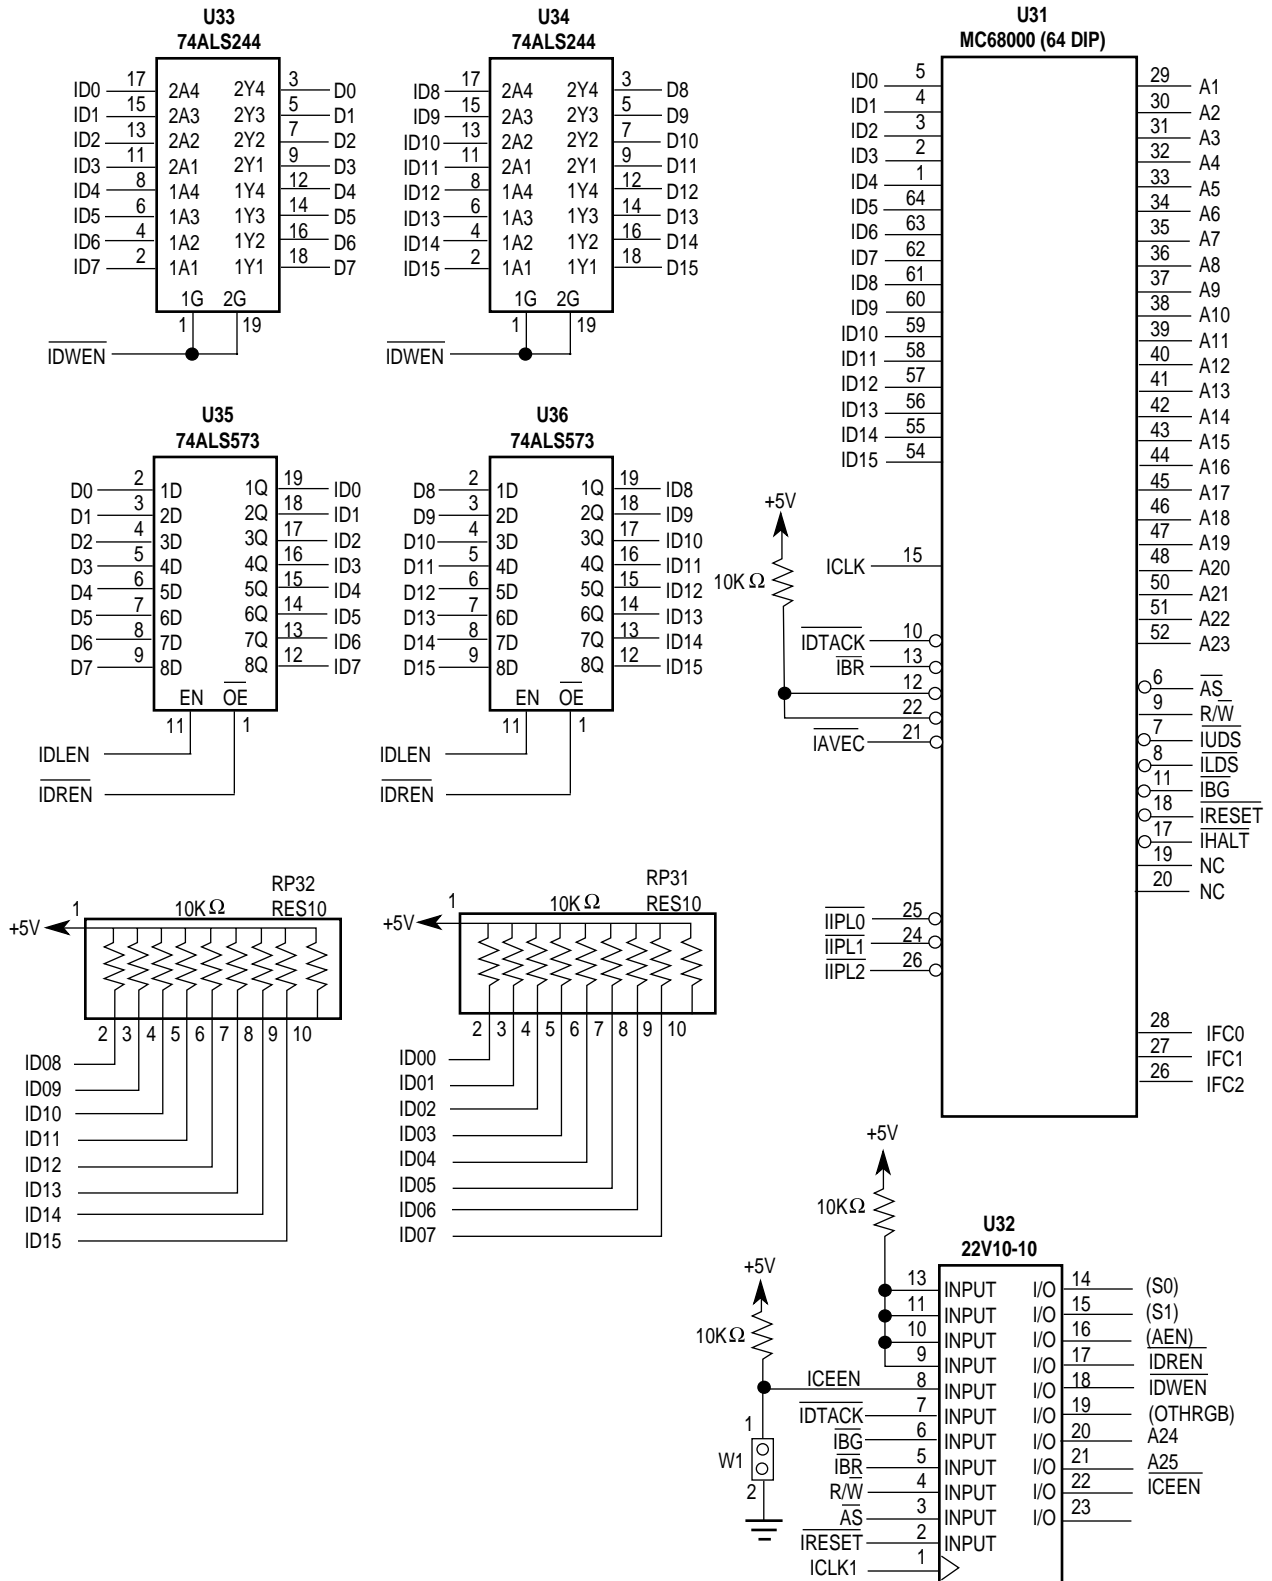 U33
74ALS244
ID0 17 2A4 2Y4 3 D0
ID1 15 2A3 2Y3 5 D1
ID2 13 2A2 2Y2 7 D2
ID3 11 2A1 2Y1 9 D3
ID4 8 1A4 1Y4 12 D4
ID5 6 1A3 1Y3 14 D5
ID6 4 1A2 1Y2 16 D6
ID7 2 1A1 1Y1 18 D7
1G 2G
1 19
IDWEN
U34
74ALS244
ID8 17 2A4 2Y4 3 D8
ID9 15 2A3 2Y3 5 D9
ID10 13 2A2 2Y2 7 D10
ID11 11 2A1 2Y1 9 D11
ID12 8 1A4 1Y4 12 D12
ID13 6 1A3 1Y3 14 D13
ID14 4 1A2 1Y2 16 D14
ID15 2 1A1 1Y1 18 D15
1G 2G
1 19
IDWEN
U35
74ALS573
D0 2 1D 1Q 19 ID0
D1 3 2D 2Q 18 ID1
D2 4 3D 3Q 17 ID2
D3 5 4D 4Q 16 ID3
D4 6 5D 5Q 15 ID4
D5 7 6D 6Q 14 ID5
D6 8 7D 7Q 13 ID6
D7 9 8D 8Q 12 ID7
EN OE
11 1
IDLEN
IDREN
U36
74ALS573
D8 2 1D 1Q 19 ID8
D9 3 2D 2Q 18 ID9
D10 4 3D 3Q 17 ID10
D11 5 4D 4Q 16 ID11
D12 6 5D 5Q 15 ID12
D13 7 6D 6Q 14 ID13
D14 8 7D 7Q 13 ID14
D15 9 8D 8Q 12 ID15
EN OE
11 1
IDLEN
IDREN
RP32
+5V 1 10KΩ RES10
2 3 4 5 6 7 8 9 10
ID08
ID09
ID10
ID11
ID12
ID13
ID14
ID15
RP31
+5V 1 10KΩ RES10
2 3 4 5 6 7 8 9 10
ID00
ID01
ID02
ID03
ID04
ID05
ID06
ID07
U31
MC68000 (64 DIP)
ID0 5 29 A1
ID1 4 30 A2
ID2 3 31 A3
ID3 2 32 A4
ID4 1 33 A5
ID5 64 34 A6
ID6 63 35 A7
ID7 62 36 A8
ID8 61 37 A9
ID9 60 38 A10
ID10 59 39 A11
ID11 58 40 A12
ID12 57 41 A13
ID13 56 42 A14
ID14 55 43 A15
ID15 54 44 A16
45 A17
46 A18
47 A19
48 A20
50 A21
51 A22
52 A23
+5V
10KΩ
ICLK 15
IDTACK 10
IBR 13
12
22
IAVEC 21
6 AS
9 R/W
7 IUDS
8 ILDS
11 IBG
18 IRESET
17 IHALT
19 NC
20 NC
IIPL0 25
IIPL1 24
IIPL2 26
28 IFC0
27 IFC1
26 IFC2
+5V
10KΩ
+5V
10KΩ
W1
1
2
U32
22V10-10
13 INPUT I/O 14 (S0)
11 INPUT I/O 15 (S1)
10 INPUT I/O 16 (AEN)
9 INPUT I/O 17 IDREN
ICEEN 8 INPUT I/O 18 IDWEN
IDTACK 7 INPUT I/O 19 (OTHRGB)
IBG 6 INPUT I/O 20 A24
IBR 5 INPUT I/O 21 A25
R/W 4 INPUT I/O 22 ICEEN
AS 3 INPUT I/O 23
IRESET 2 INPUT
ICLK1 1